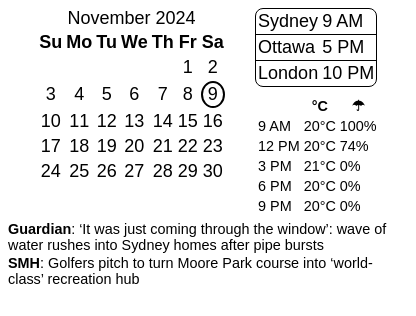 November 2024
Su Mo Tu We Th Fr Sa
1 2
3 4 5 6 7 8 9
10 11 12 13 14 15 16
17 18 19 20 21 22 23
24 25 26 27 28 29 30
Sydney 9 AM
Ottawa 5 PM
London 10 PM
°C ☂
9 AM 20°C 100%
12 PM 20°C 74%
3 PM 21°C 0%
6 PM 20°C 0%
9 PM 20°C 0%
Guardian: ‘It was just coming through the window’: wave of
water rushes into Sydney homes after pipe bursts
SMH: Golfers pitch to turn Moore Park course into ‘world-
class’ recreation hub